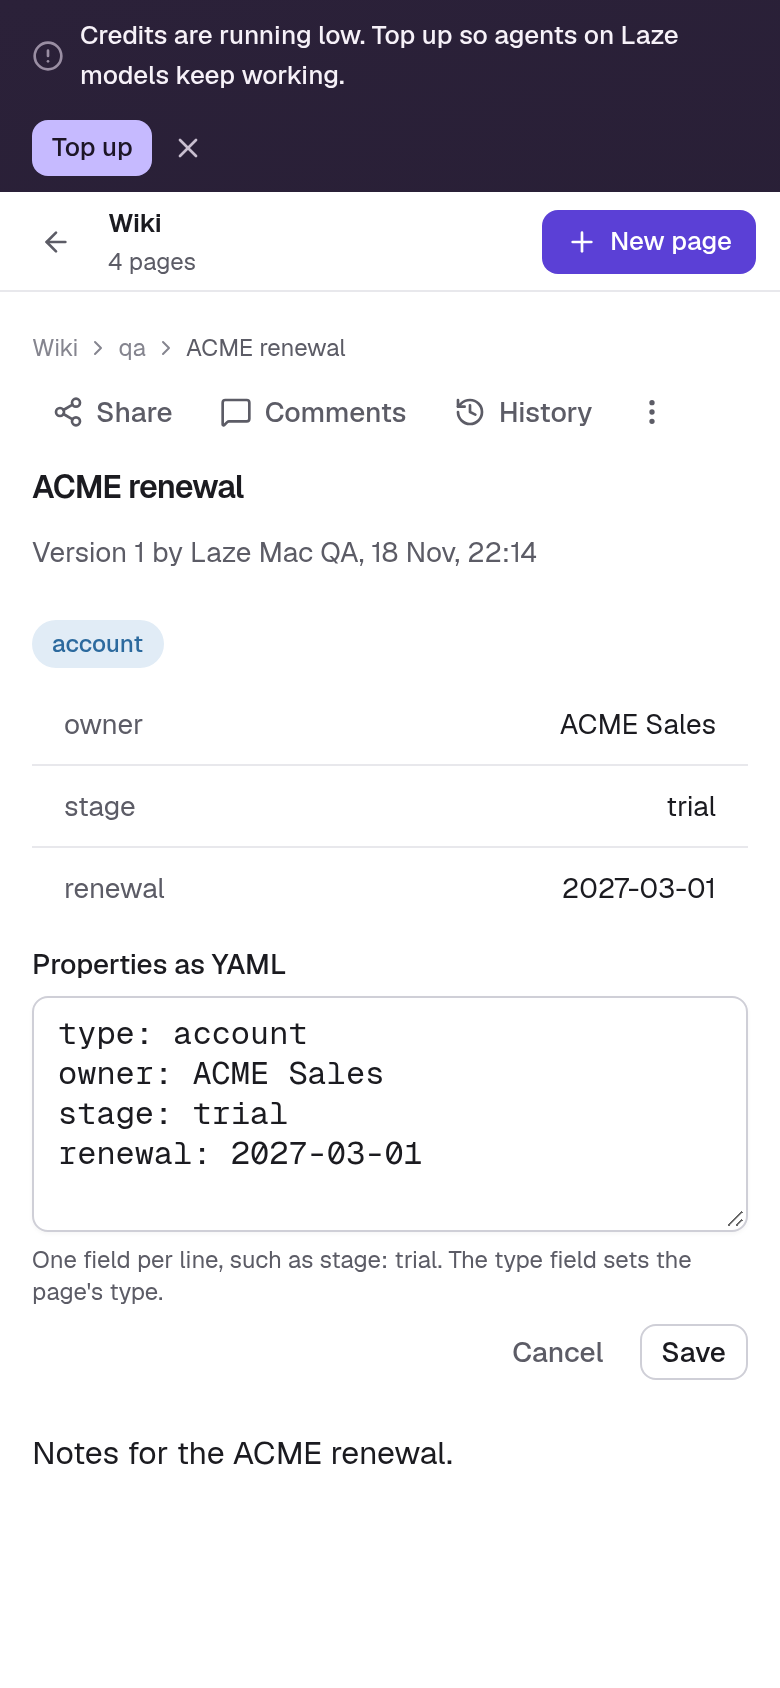 Credits are running low. Top up so agents on Laze
models keep working.
Top up
Wiki
4 pages
New page
Wiki > qa > ACME renewal
Share Comments History
ACME renewal
Version 1 by Laze Mac QA, 18 Nov, 22:14
account
owner ACME Sales
stage trial
renewal 2027-03-01
Properties as YAML
type: account
owner: ACME Sales
stage: trial
renewal: 2027-03-01
One field per line, such as stage: trial. The type field sets the
page's type.
Cancel Save
Notes for the ACME renewal.